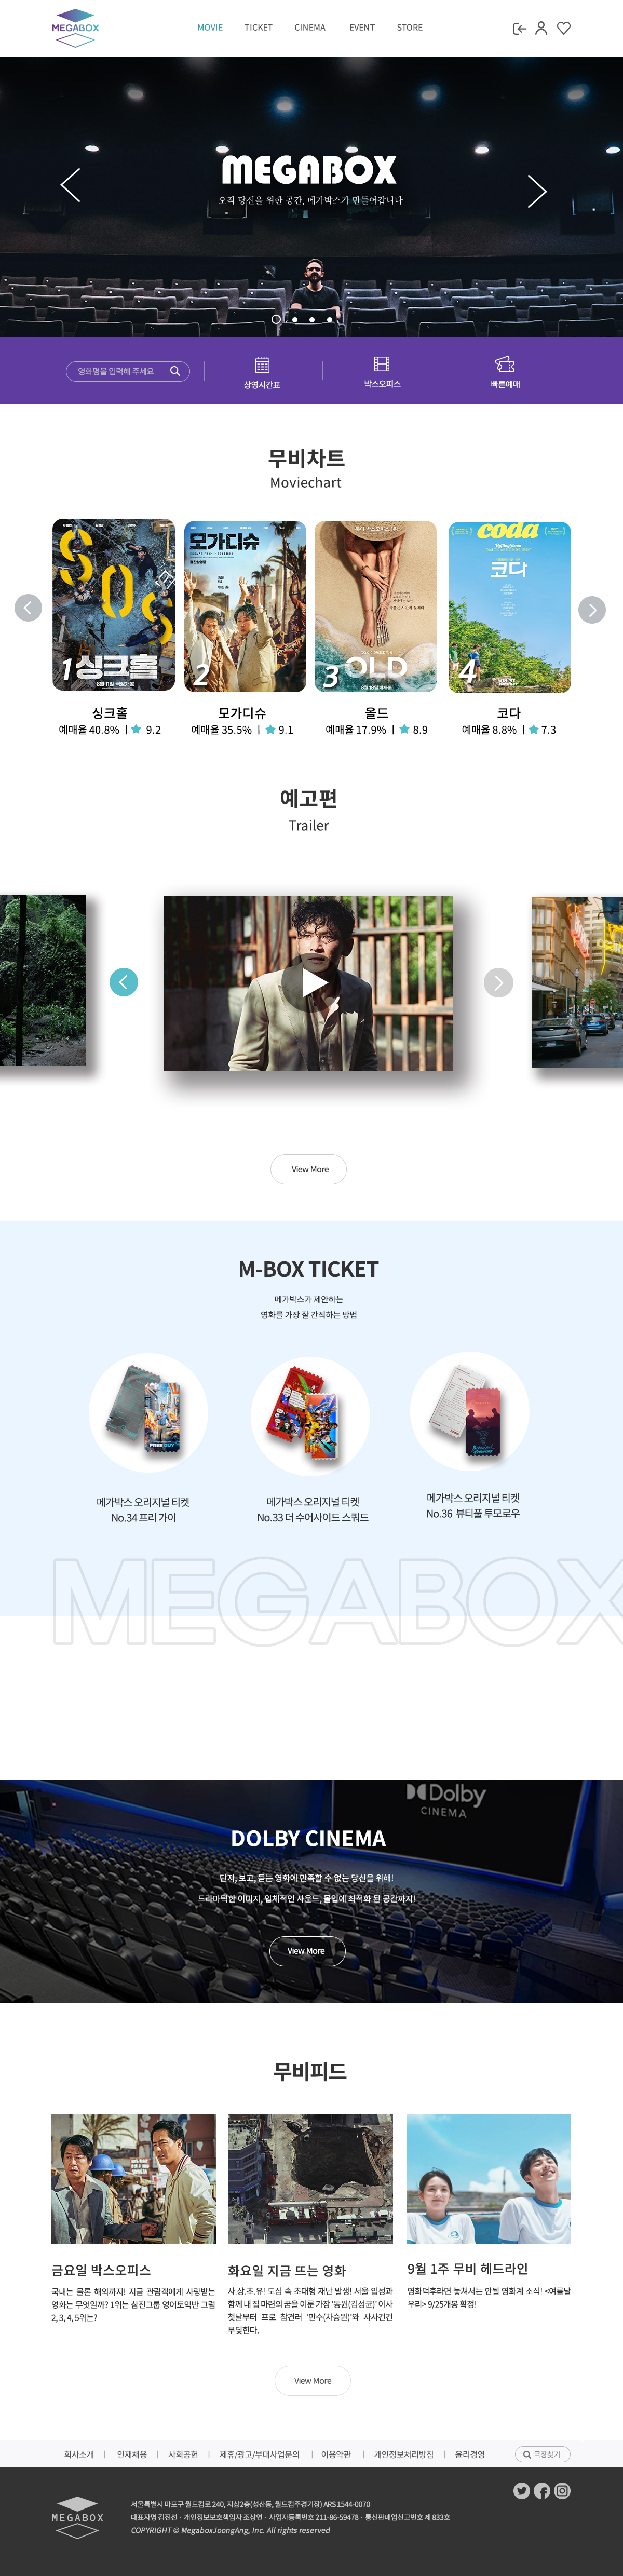 MEGABOX
MOVIE TICKET CINEMA EVENT STORE
MEGABOX
오직 당신을 위한 공간, 메가박스가 만들어갑니다
영화명을 입력해 주세요
상영시간표
박스오피스
빠른예매
무비차트
Moviechart
SOS
1 싱크홀
모가디슈
ESCAPE FROM MOGADISHU
2
OLD
3
coda
코다
4
싱크홀
예매율 40.8% | 9.2
모가디슈
예매율 35.5% | 9.1
올드
예매율 17.9% | 8.9
코다
예매율 8.8% | 7.3
예고편
Trailer
View More
M-BOX TICKET
메가박스가 제안하는
영화를 가장 잘 간직하는 방법
FREE GUY
메가박스 오리지널 티켓
No.34 프리 가이
메가박스 오리지널 티켓
No.33 더 수어사이드 스쿼드
메가박스 오리지널 티켓
No.36 뷰티풀 투모로우
MEGABOX
Dolby
CINEMA
DOLBY CINEMA
단지, 보고, 듣는 영화에 만족할 수 없는 당신을 위해!
드라마틱한 이미지, 입체적인 사운드, 몰입에 최적화 된 공간까지!
View More
무비피드
금요일 박스오피스
국내는 물론 해외까지! 지금 관람객에게 사랑받는
영화는 무엇일까? 1위는 삼진그룹 영어토익반 그럼
2, 3, 4, 5위는?
화요일 지금 뜨는 영화
사.상.초.유! 도심 속 초대형 재난 발생! 서울 입성과
함께 내 집 마련의 꿈을 이룬 가장 '동원(김성균)' 이사
첫날부터 프로 참견러 '만수(차승원)'와 사사건건
부딪힌다.
9월 1주 무비 헤드라인
영화덕후라면 놓쳐서는 안될 영화계 소식! <여름날
우리> 9/25개봉 확정!
View More
회사소개 | 인재채용 | 사회공헌 | 제휴/광고/부대사업문의 | 이용약관 | 개인정보처리방침 | 윤리경영
극장찾기
MEGABOX
서울특별시 마포구 월드컵로 240, 지상2층(성산동, 월드컵주경기장) ARS 1544-0070
대표자명 김진선 · 개인정보보호책임자 조상연 · 사업자등록번호 211-86-59478 · 통신판매업신고번호 제 833호
COPYRIGHT © MegaboxJoongAng, Inc. All rights reserved